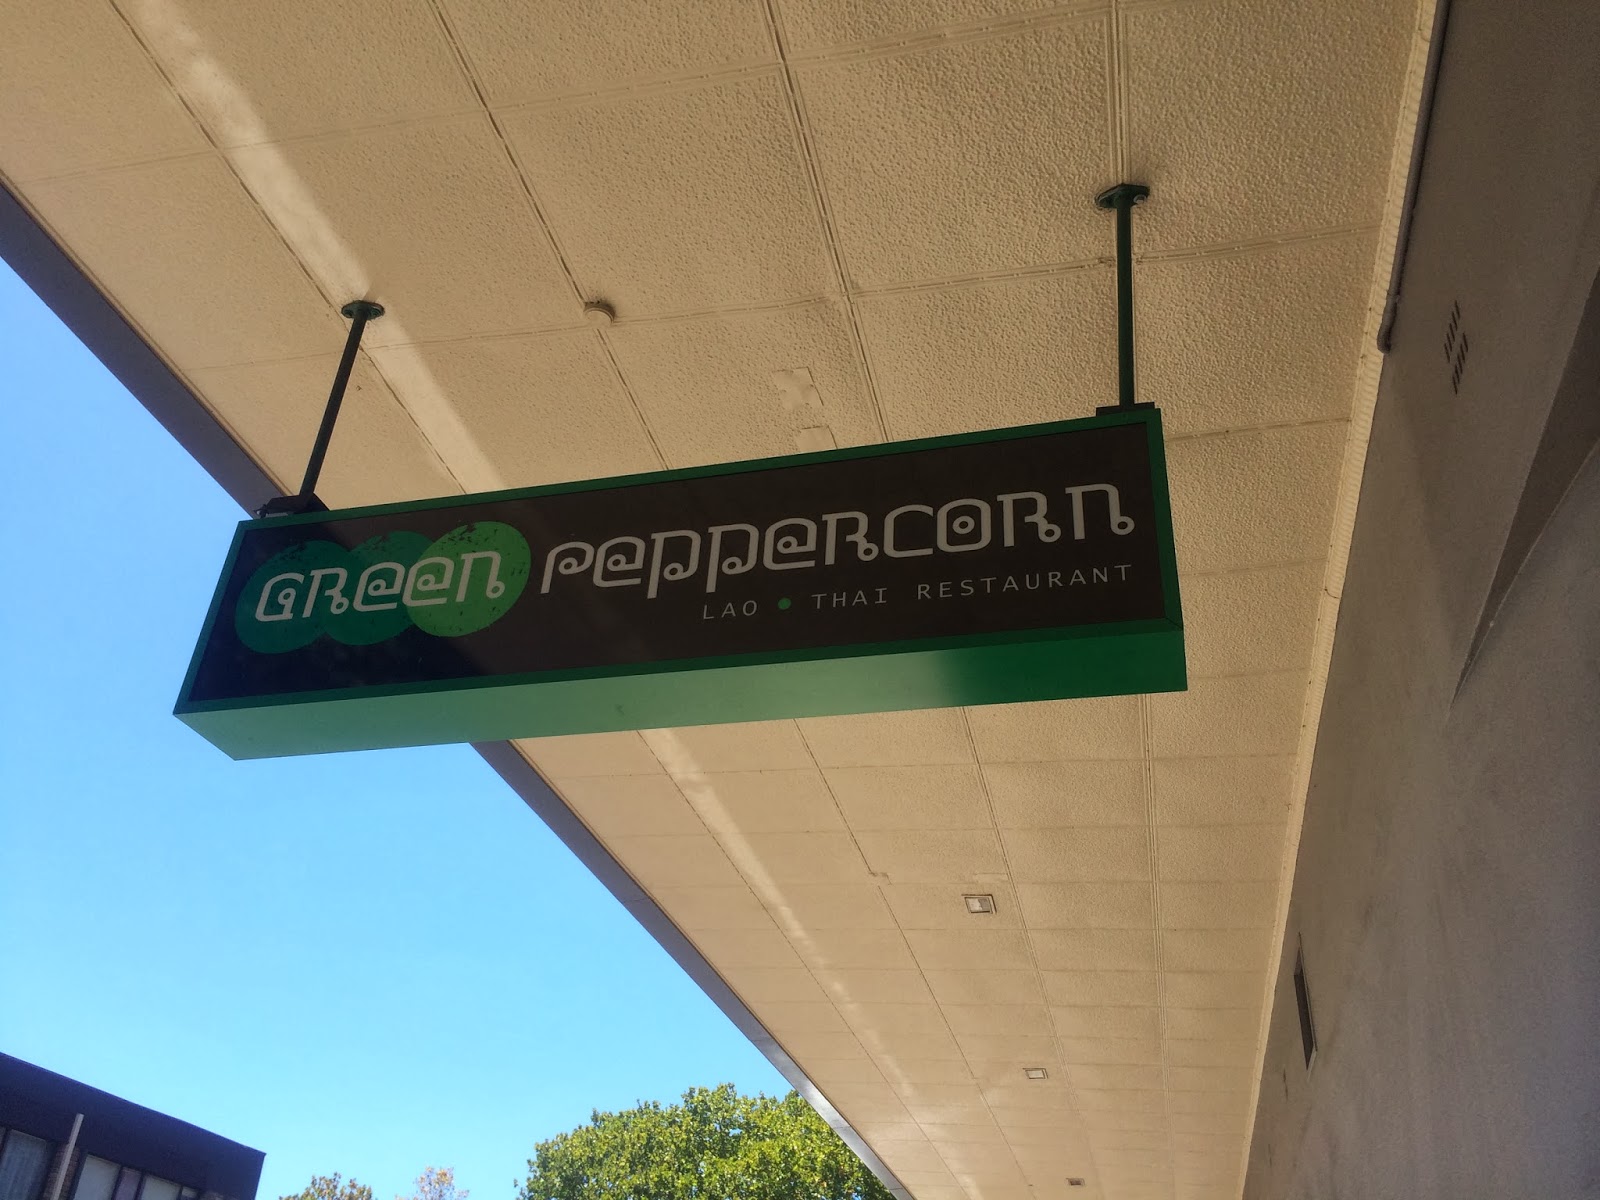 GReen PePPeRCORn
LAO • THAI RESTAURANT